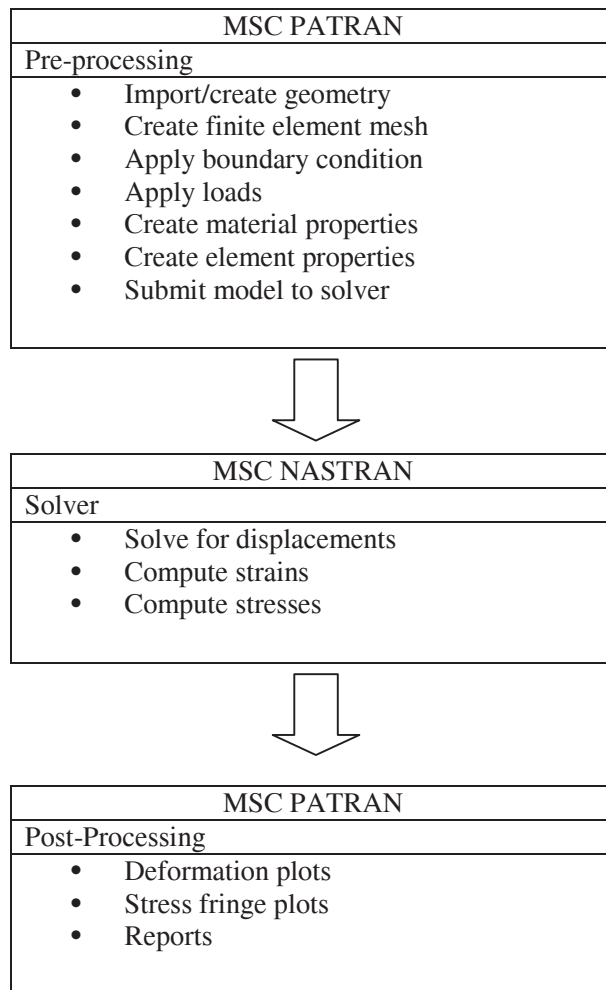 MSC PATRAN
Pre-processing
• Import/create geometry
• Create finite element mesh
• Apply boundary condition
• Apply loads
• Create material properties
• Create element properties
• Submit model to solver
MSC NASTRAN
Solver
• Solve for displacements
• Compute strains
• Compute stresses
MSC PATRAN
Post-Processing
• Deformation plots
• Stress fringe plots
• Reports